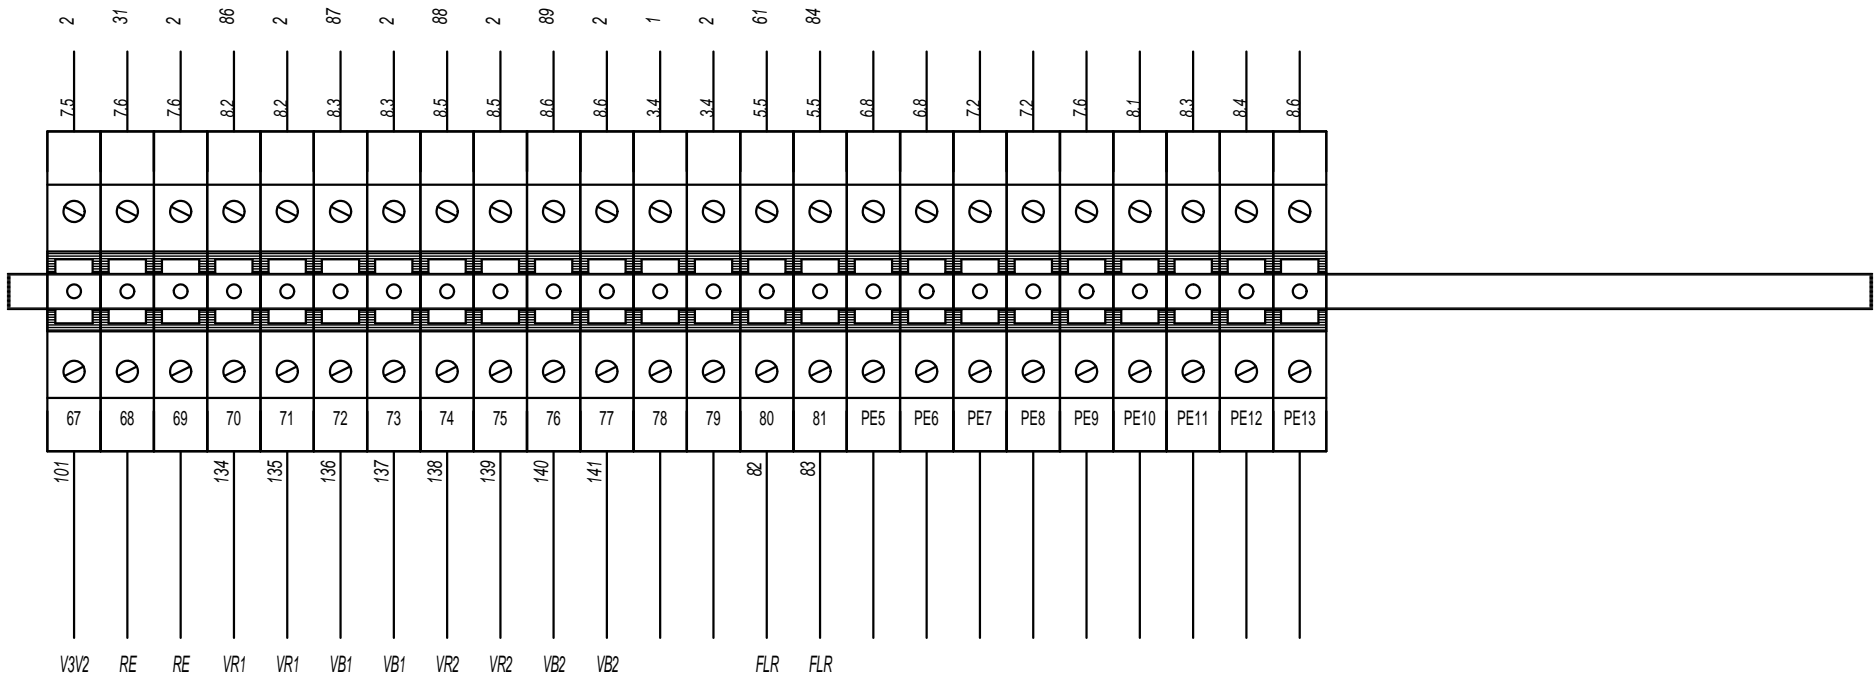 2 31 2 86 2 87 2 88 2 89 2 1 2 61 84
7.5 7.6 7.6 8.2 8.2 8.3 8.3 8.5 8.5 8.6 8.6 3.4 3.4 5.5 5.5 6.8 6.8 7.2 7.2 7.6 8.1 8.3 8.4 8.6
67 68 69 70 71 72 73 74 75 76 77 78 79 80 81 PE5 PE6 PE7 PE8 PE9 PE10 PE11 PE12 PE13
101 134 135 136 137 138 139 140 141 82 83
V3V2 RE RE VR1 VR1 VB1 VB1 VR2 VR2 VB2 VB2 FLR FLR